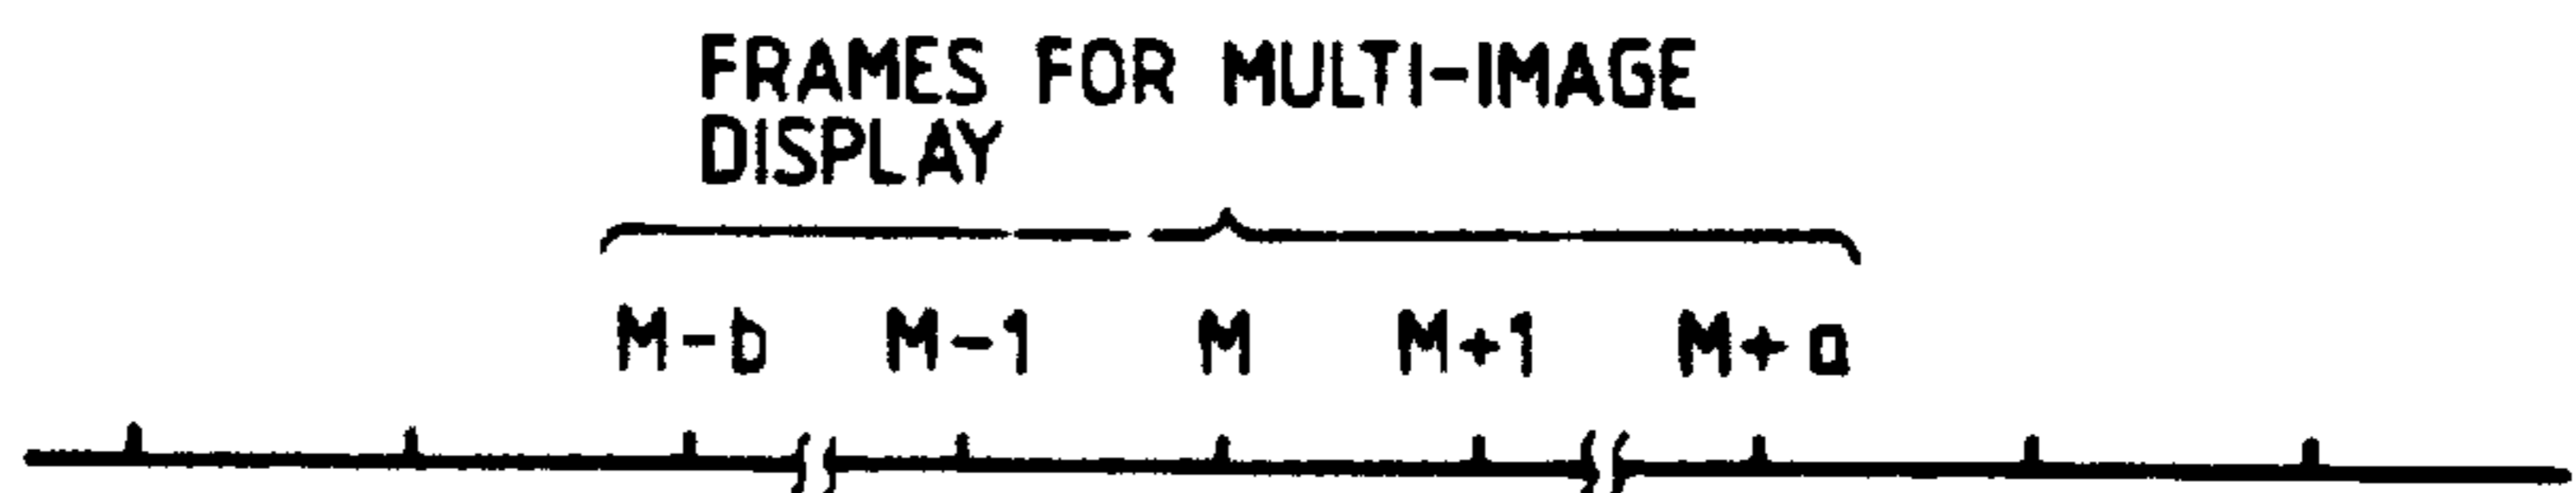 FRAMES FOR MULTI-IMAGE
DISPLAY
M-b M-1 M M+1 M+a